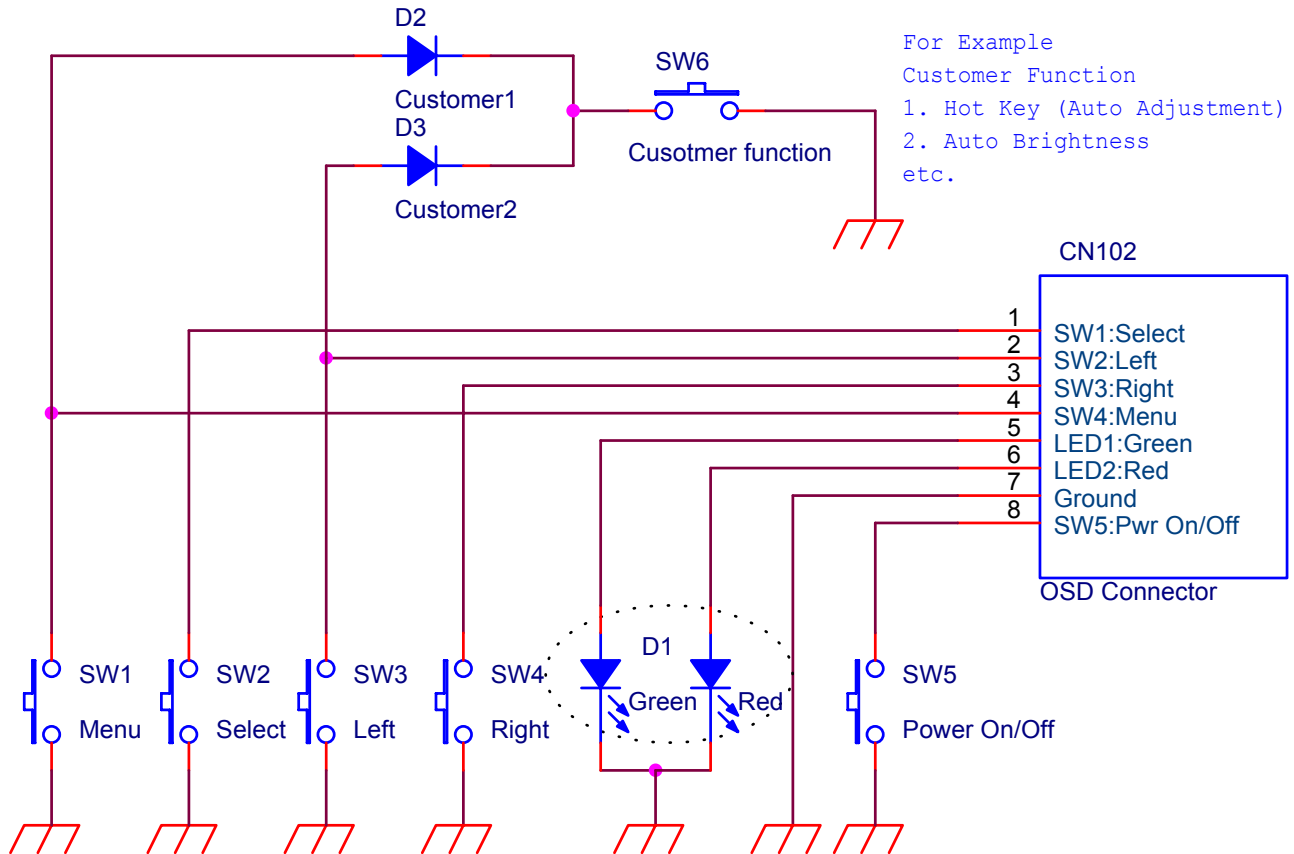 D2
Customer1
D3
Customer2
SW6
Cusotmer function
For Example
Customer Function
1. Hot Key (Auto Adjustment)
2. Auto Brightness
etc.
CN102
1 SW1:Select
2 SW2:Left
3 SW3:Right
4 SW4:Menu
5 LED1:Green
6 LED2:Red
7 Ground
8 SW5:Pwr On/Off
OSD Connector
SW1
Menu
SW2
Select
SW3
Left
SW4
Right
D1
Green
Red
SW5
Power On/Off